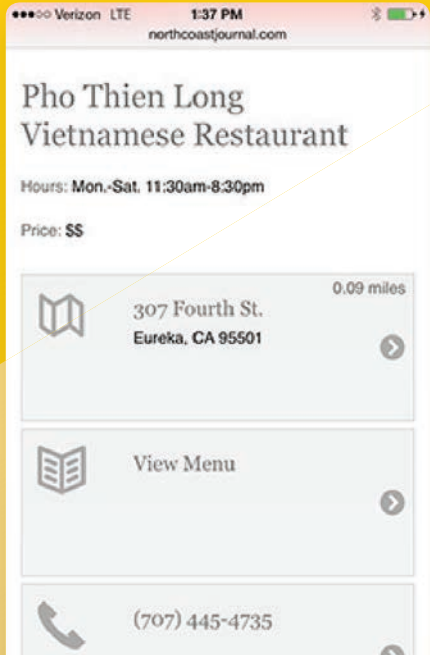 Verizon LTE 1:37 PM
northcoastjournal.com
Pho Thien Long
Vietnamese Restaurant
Hours: Mon.-Sat. 11:30am-8:30pm
Price: $$
0.09 miles
307 Fourth St.
Eureka, CA 95501
View Menu
(707) 445-4735